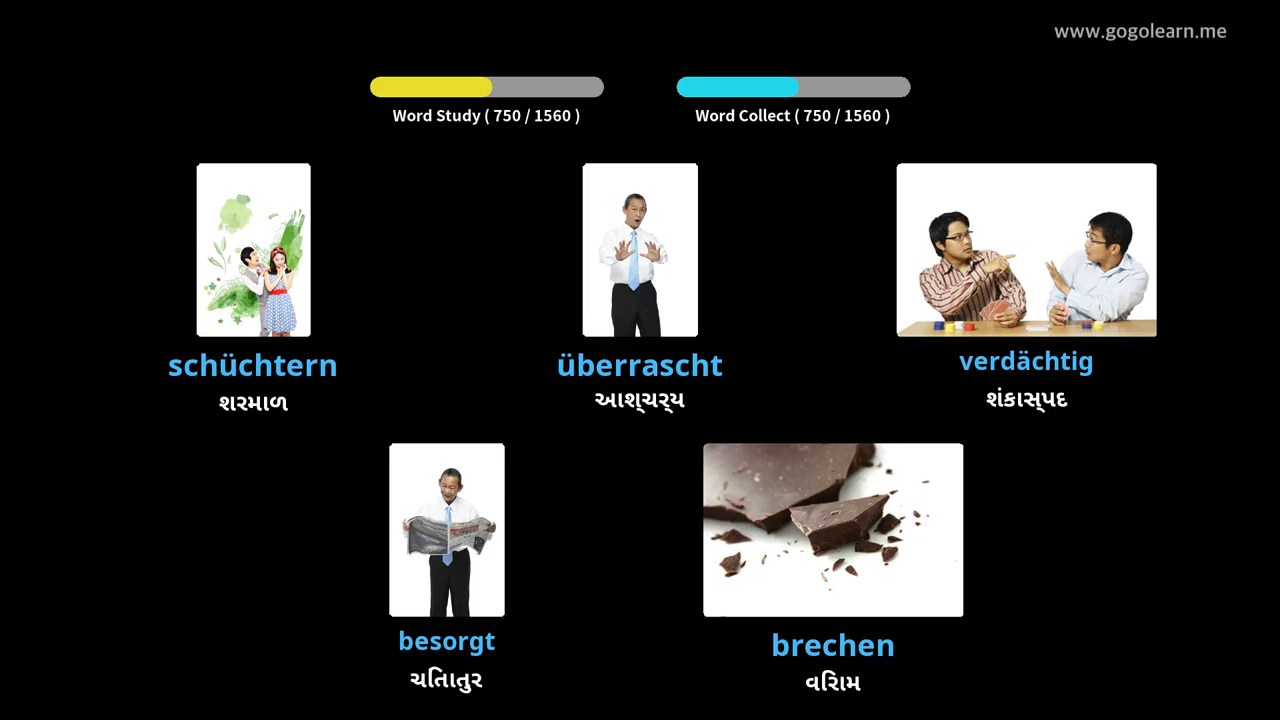 www.gogolearn.me
Word Study ( 750 / 1560 )
Word Collect ( 750 / 1560 )
schüchtern
શરમાળ
überrascht
આશ્ચર્ય
verdächtig
શંકાસ્પદ
besorgt
ચિંતાતુર
brechen
વિરામ